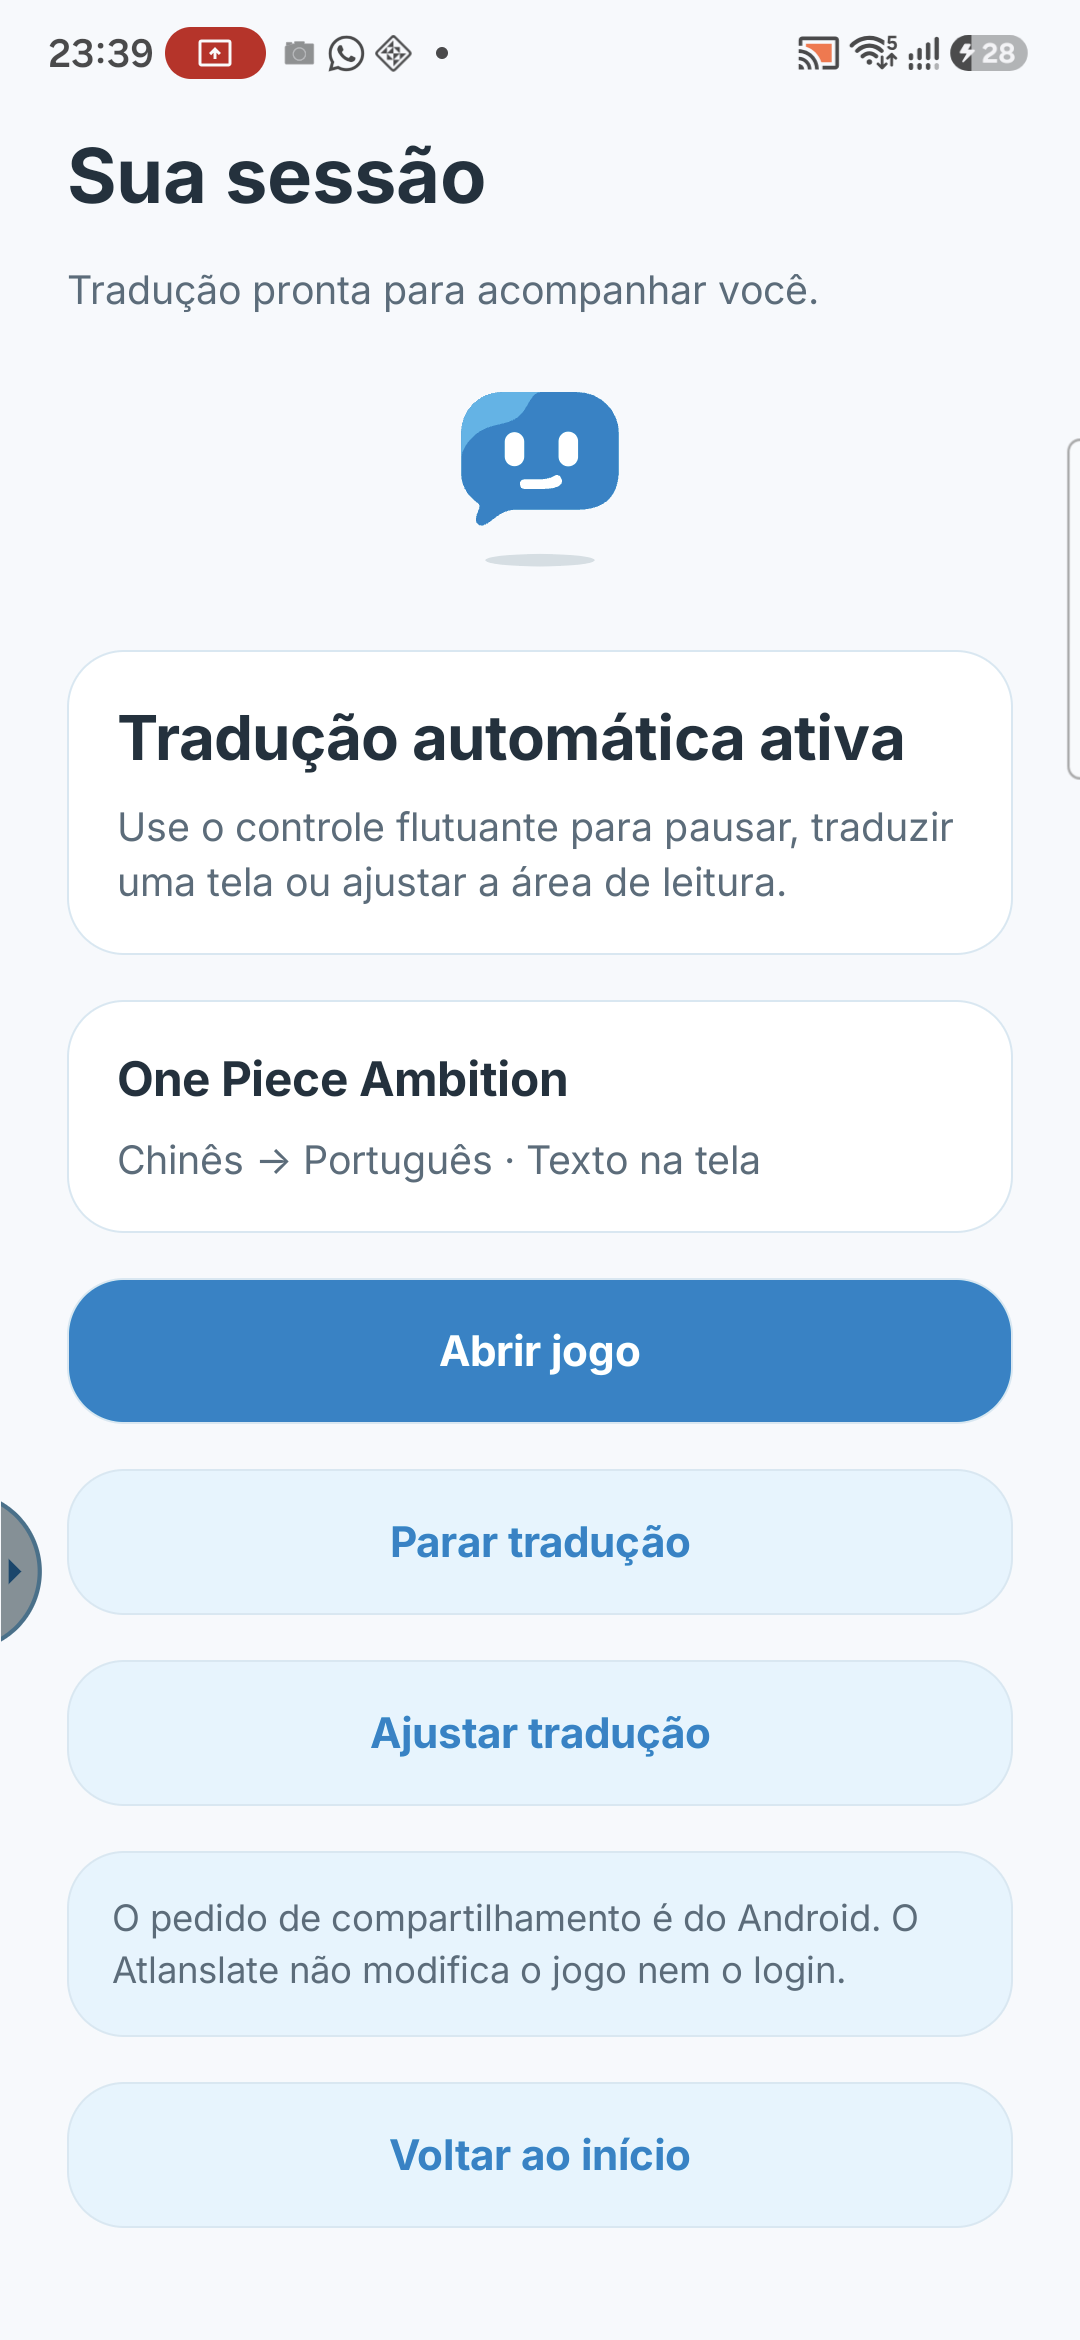 23:39
5
28
Sua sessão
Tradução pronta para acompanhar você.
Tradução automática ativa
Use o controle flutuante para pausar, traduzir
uma tela ou ajustar a área de leitura.
One Piece Ambition
Chinês → Português · Texto na tela
Abrir jogo
Parar tradução
Ajustar tradução
O pedido de compartilhamento é do Android. O
Atlanslate não modifica o jogo nem o login.
Voltar ao início